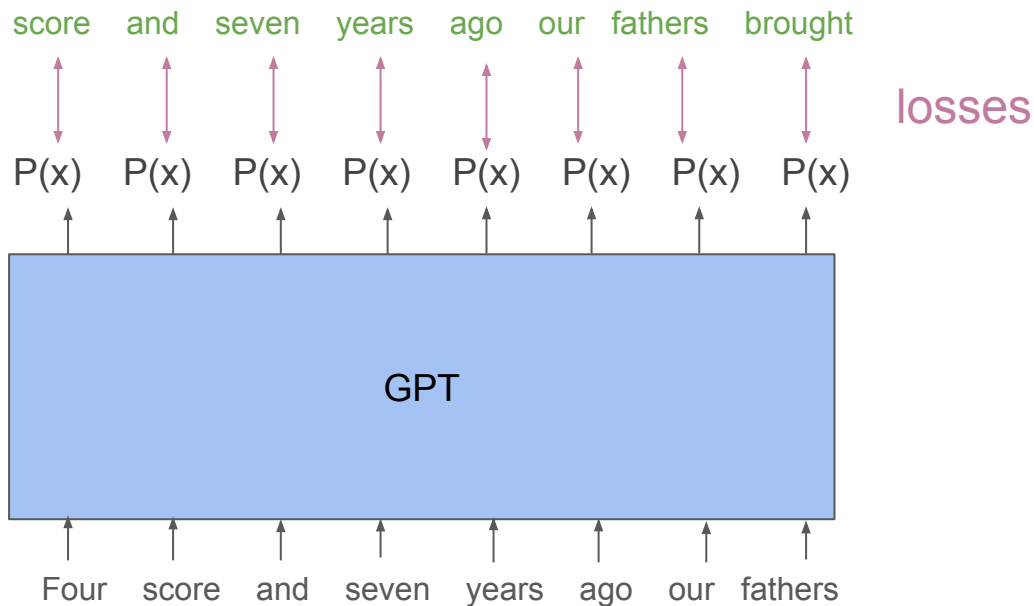 score and seven years ago our fathers brought
losses
P(x) P(x) P(x) P(x) P(x) P(x) P(x) P(x)
GPT
Four score and seven years ago our fathers